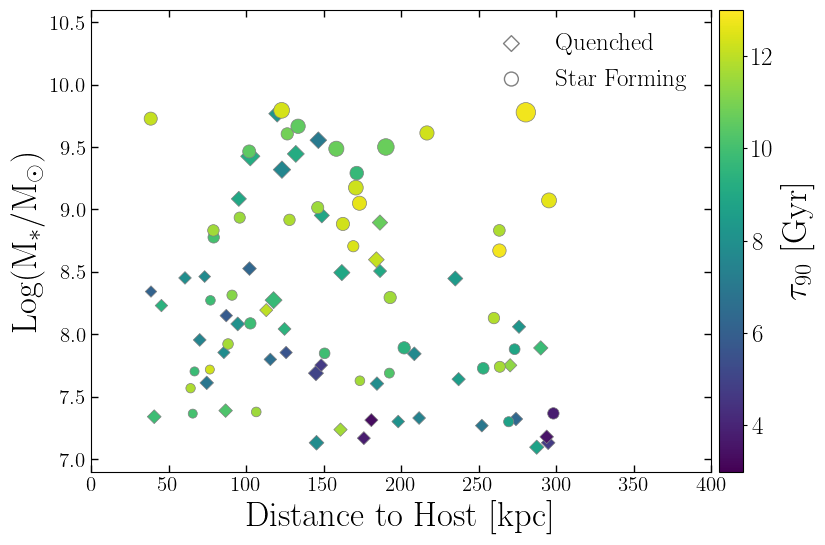 Quenched
Star Forming
10.5
10.0
9.5
9.0
8.5
8.0
7.5
7.0
0 50 100 150 200 250 300 350 400
Distance to Host [kpc]
Log(M*/M⊙)
12
10
8
6
4
τ90 [Gyr]